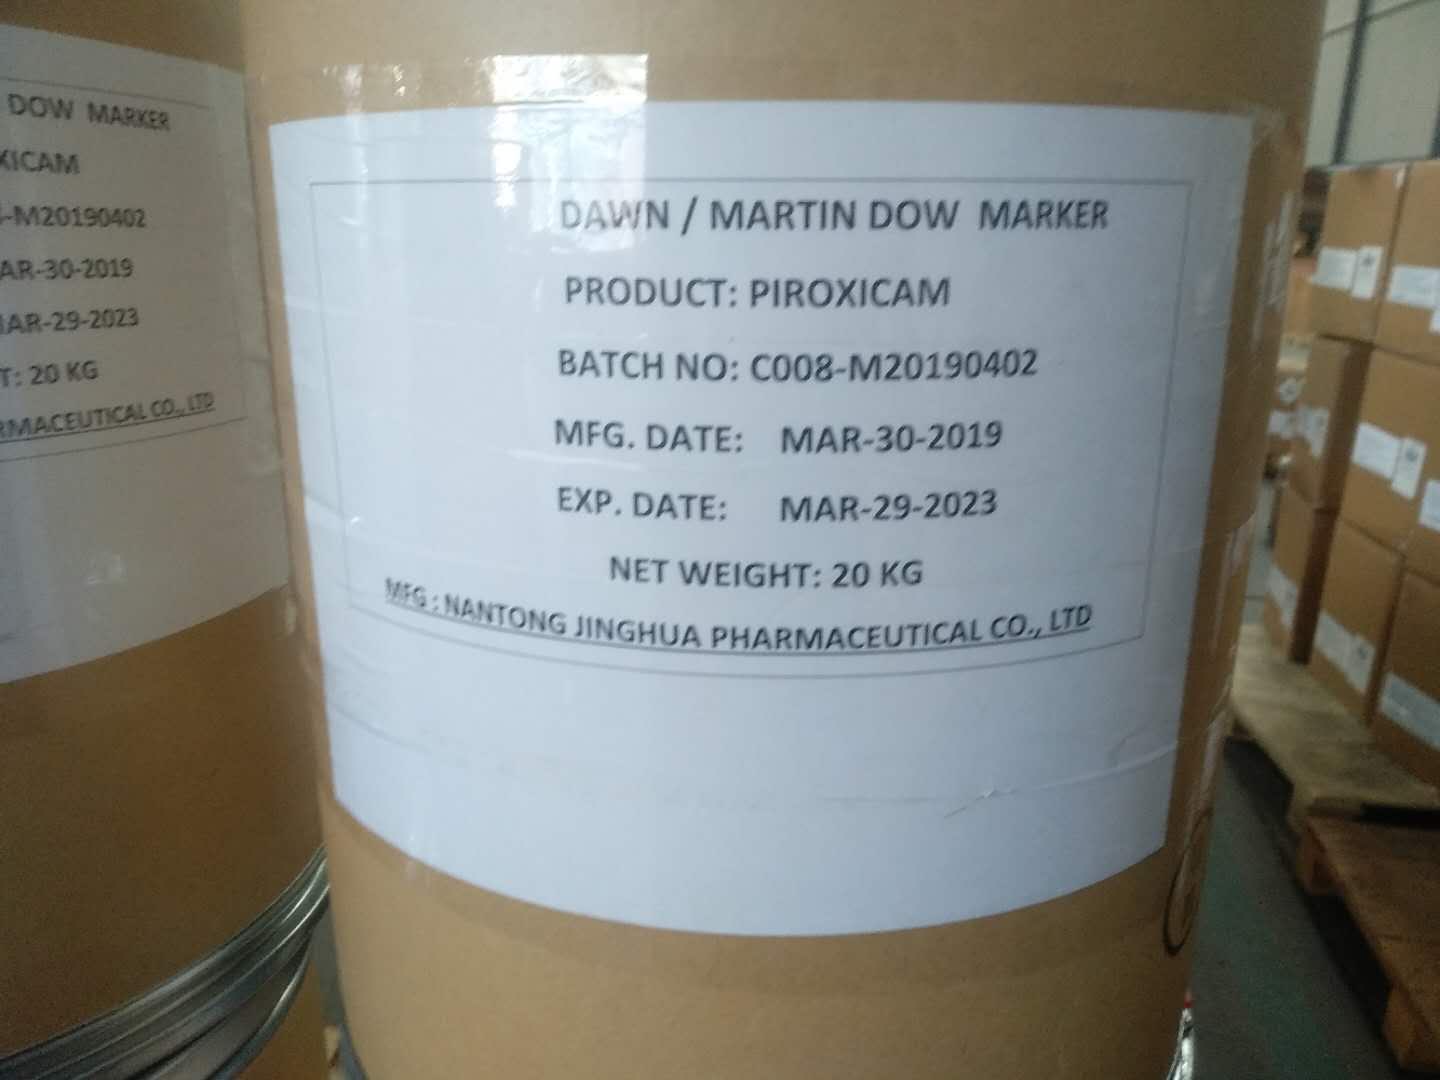 DOW MARKER
XICAM
-M20190402
AR-30-2019
MAR-29-2023
T: 20 KG
RMACEUTICAL CO., LTD
DAWN / MARTIN DOW MARKER
PRODUCT: PIROXICAM
BATCH NO: C008-M20190402
MFG. DATE: MAR-30-2019
EXP. DATE: MAR-29-2023
NET WEIGHT: 20 KG
MFG : NANTONG JINGHUA PHARMACEUTICAL CO., LTD